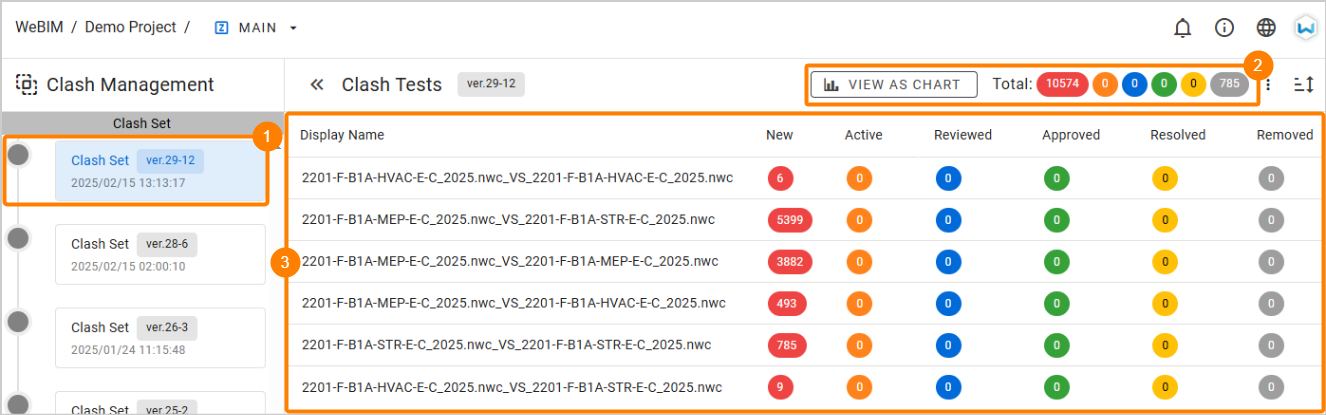 WeBIM / Demo Project / Z MAIN
Clash Management
Clash Tests ver.29-12
VIEW AS CHART Total: 10574 0 0 0 0 785
2
Clash Set
1
Clash Set ver.29-12
2025/02/15 13:13:17
Clash Set ver.28-6
2025/02/15 02:00:10
Clash Set ver.26-3
2025/01/24 11:15:48
Clash Set ver.25-2
3
Display Name New Active Reviewed Approved Resolved Removed
2201-F-B1A-HVAC-E-C_2025.nwc_VS_2201-F-B1A-HVAC-E-C_2025.nwc 6 0 0 0 0 0
2201-F-B1A-MEP-E-C_2025.nwc_VS_2201-F-B1A-STR-E-C_2025.nwc 5399 0 0 0 0 0
2201-F-B1A-MEP-E-C_2025.nwc_VS_2201-F-B1A-MEP-E-C_2025.nwc 3882 0 0 0 0 0
2201-F-B1A-MEP-E-C_2025.nwc_VS_2201-F-B1A-HVAC-E-C_2025.nwc 493 0 0 0 0 0
2201-F-B1A-STR-E-C_2025.nwc_VS_2201-F-B1A-STR-E-C_2025.nwc 785 0 0 0 0 0
2201-F-B1A-HVAC-E-C_2025.nwc_VS_2201-F-B1A-STR-E-C_2025.nwc 9 0 0 0 0 0